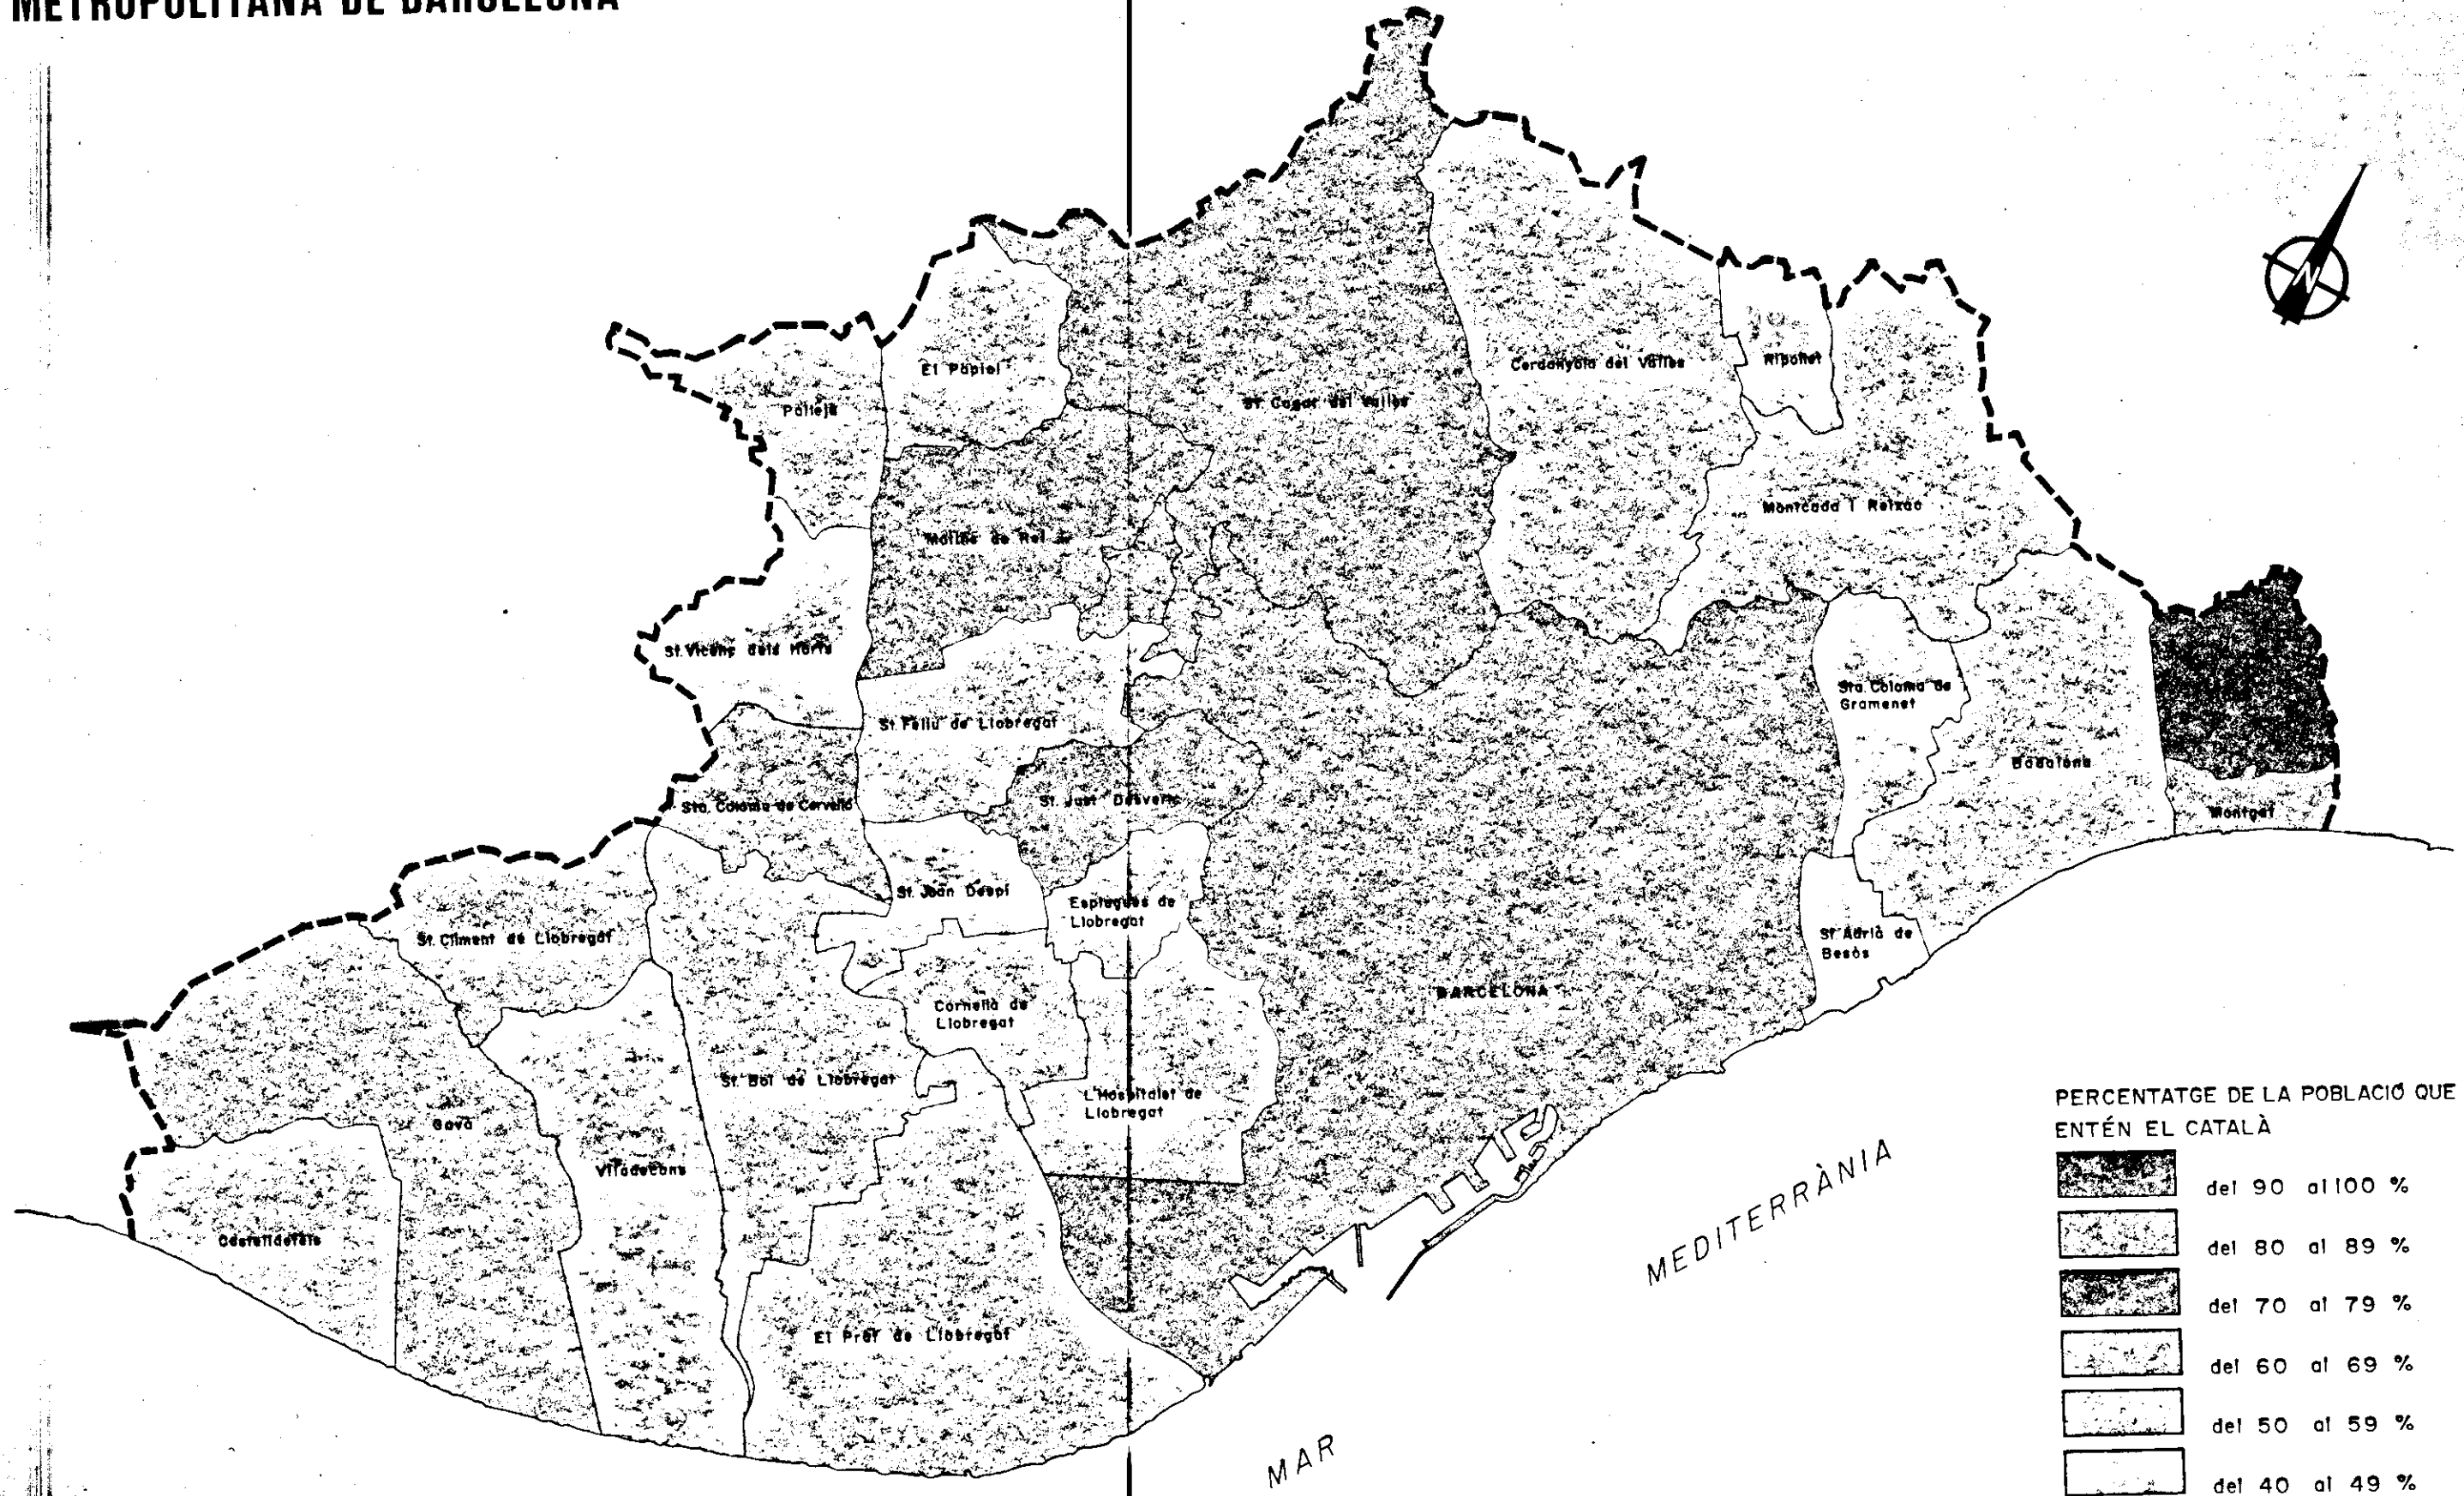 METROPOLITANA DE BARCELONA
N
El Papiol
Pallejà
St. Cugat del Vallès
Cerdanyola del Vallès
Ripollet
Montcada i Reixac
Molins de Rei
St. Vicenç dels Horts
Sta. Coloma de Gramenet
St. Feliu de Llobregat
Badalona
Sta. Coloma de Cervelló
St. Just Desvern
Montgat
St. Joan Despí
Esplugues de Llobregat
St. Climent de Llobregat
St. Adrià de Besòs
Cornellà de Llobregat
BARCELONA
St. Boi de Llobregat
L'Hospitalet de Llobregat
Gavà
Viladecans
Castelldefels
El Prat de Llobregat
MAR MEDITERRÀNIA
PERCENTATGE DE LA POBLACIÓ QUE
ENTÉN EL CATALÀ
del 90 al 100 %
del 80 al 89 %
del 70 al 79 %
del 60 al 69 %
del 50 al 59 %
del 40 al 49 %